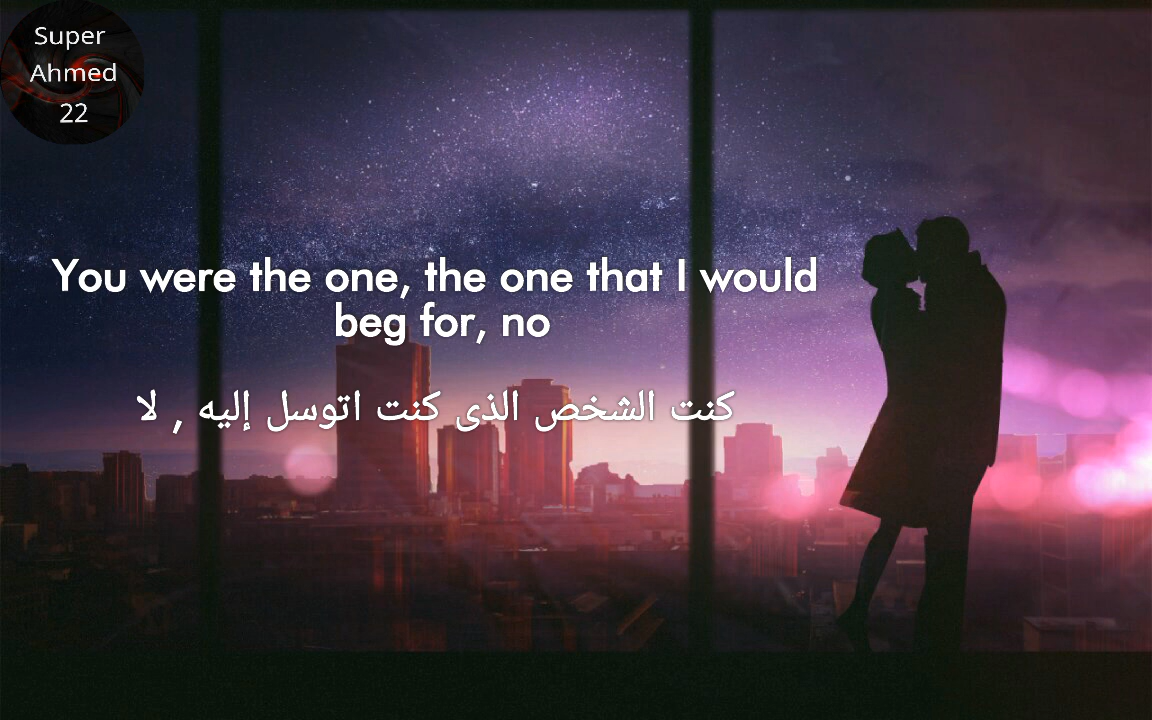 Super
Ahmed
22
You were the one, the one that I would
beg for, no
كنت الشخص الذى كنت اتوسل إليه , لا